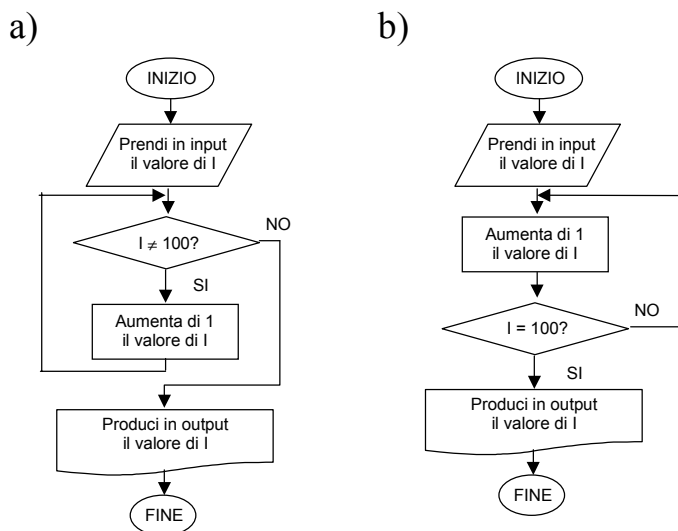 a)
INIZIO
Prendi in input
il valore di I
I ≠ 100?
NO
SI
Aumenta di 1
il valore di I
Produci in output
il valore di I
FINE
b)
INIZIO
Prendi in input
il valore di I
Aumenta di 1
il valore di I
I = 100?
NO
SI
Produci in output
il valore di I
FINE